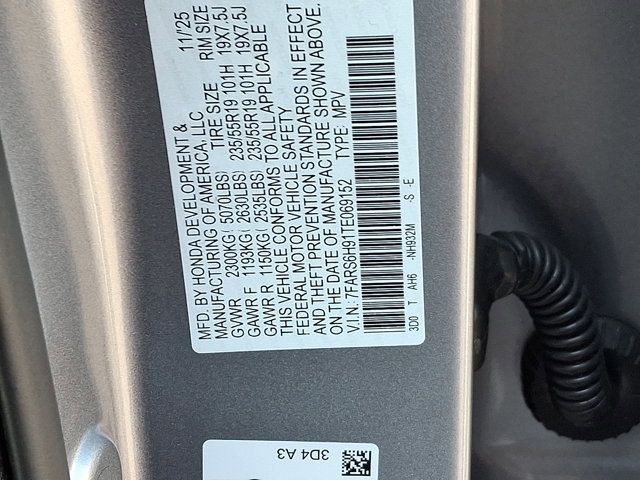 MFD. BY HONDA DEVELOPMENT & 11/'25
MANUFACTURING OF AMERICA, LLC
TIRE SIZE RIM SIZE
GVWR 2300KG( 5070LBS) 235/55R19 101H 19X7.5J
GAWR F 1193KG( 2630LBS) 235/55R19 101H 19X7.5J
GAWR R 1150KG( 2535LBS)
THIS VEHICLE CONFORMS TO ALL APPLICABLE
FEDERAL MOTOR VEHICLE SAFETY
AND THEFT PREVENTION STANDARDS IN EFFECT
ON THE DATE OF MANUFACTURE SHOWN ABOVE.
V.I.N.: 7FARS6H91TE069152 TYPE: MPV
3D0 T AH6 -NH932M -S -E
3D4 A3